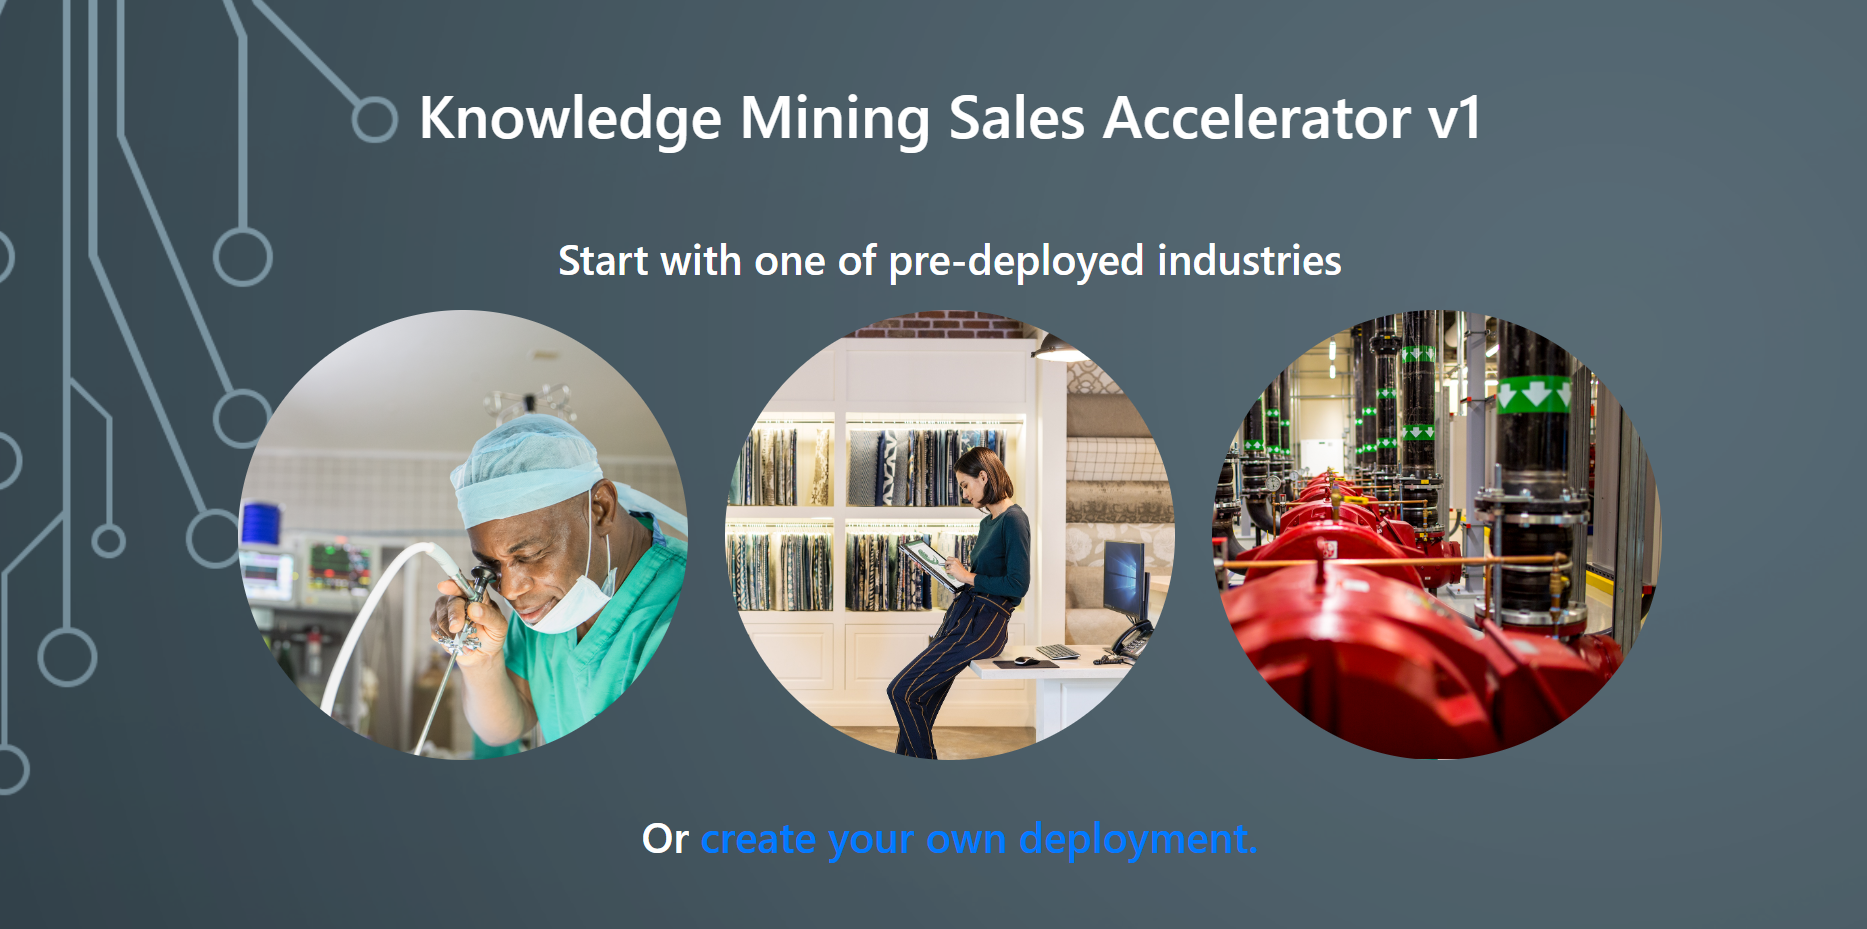 Knowledge Mining Sales Accelerator v1
Start with one of pre-deployed industries
Or create your own deployment.